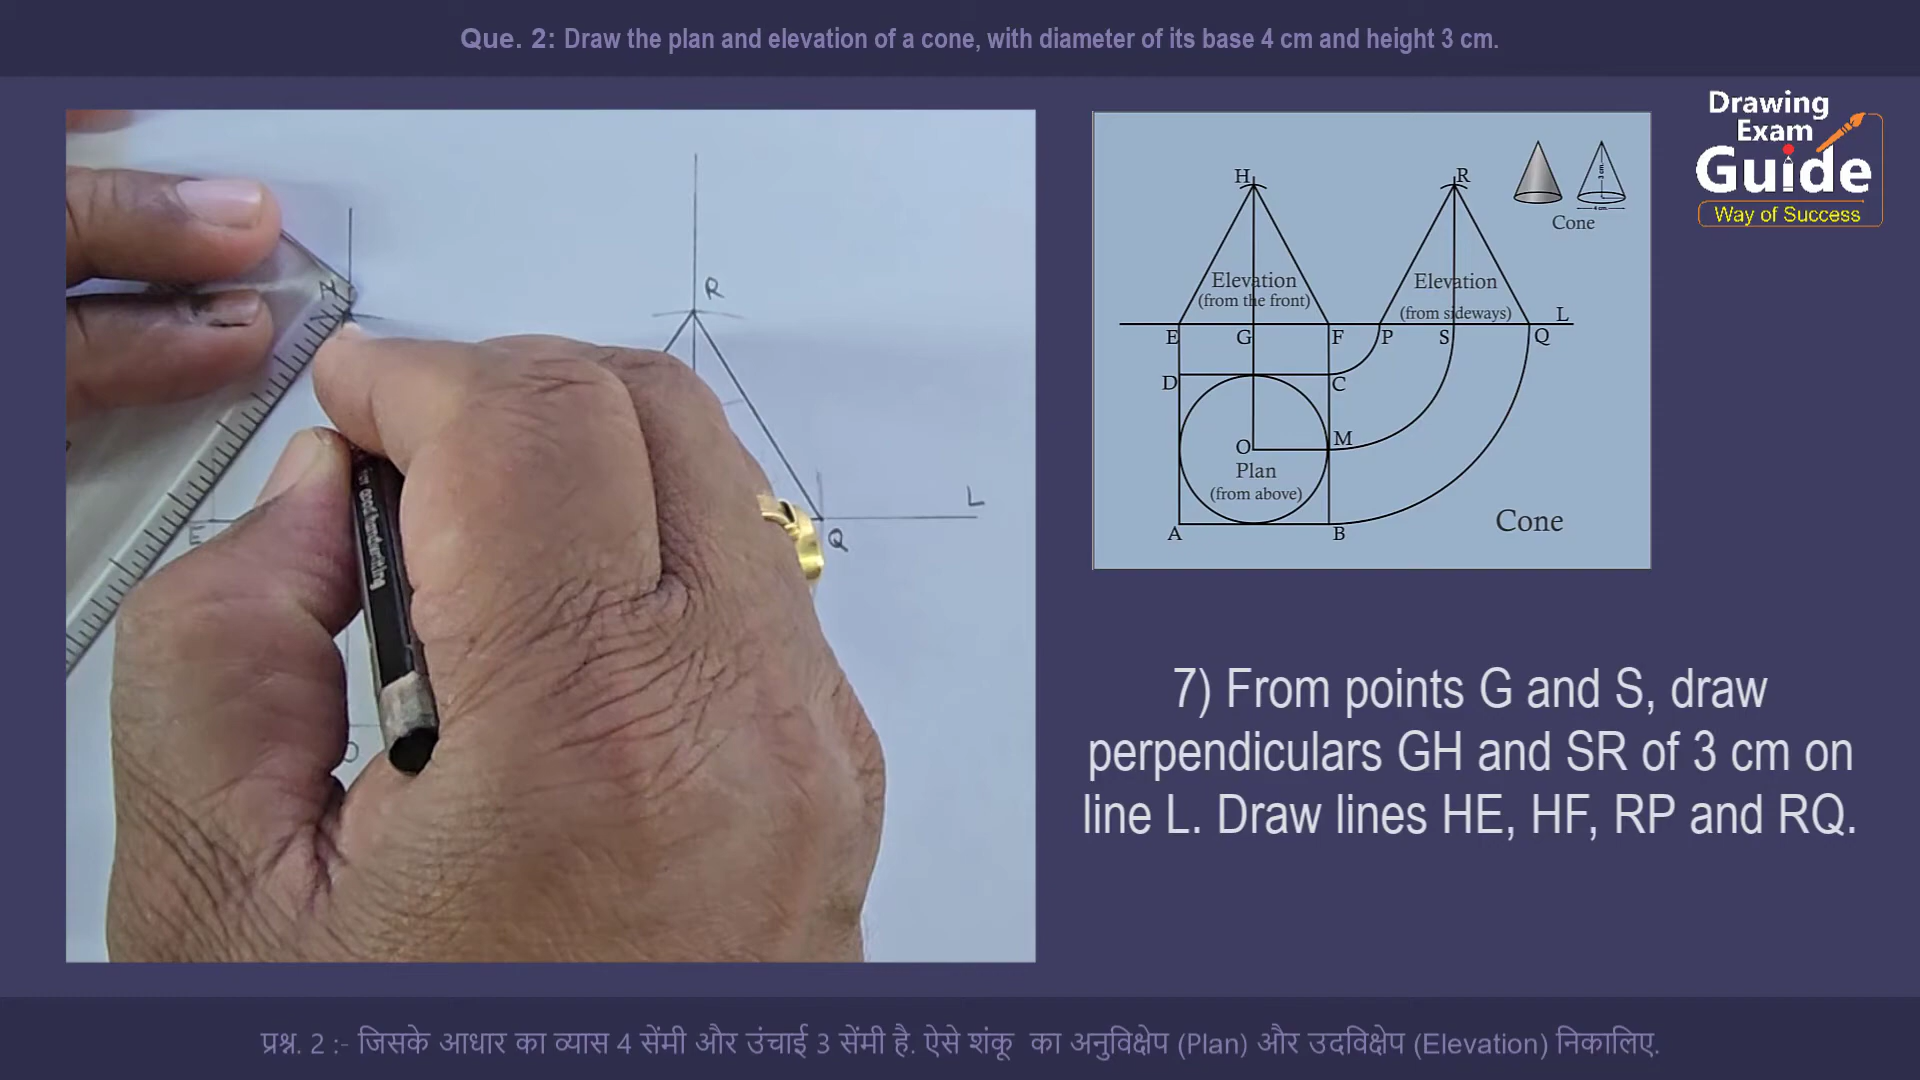 Que. 2: Draw the plan and elevation of a cone, with diameter of its base 4 cm and height 3 cm.
Drawing
Exam
Guide
Way of Success
H
R
Cone
Elevation
(from the front)
Elevation
(from sideways)
L
E
G
F
P
S
Q
D
C
O
M
Plan
(from above)
A
B
Cone
R
L
Q
E
O
for good handwriting
7) From points G and S, draw
perpendiculars GH and SR of 3 cm on
line L. Draw lines HE, HF, RP and RQ.
प्रश्न. 2 :- जिसके आधार का व्यास 4 सेंमी और उंचाई 3 सेंमी है. ऐसे शंकू का अनुविक्षेप (Plan) और उदविक्षेप (Elevation) निकालिए.